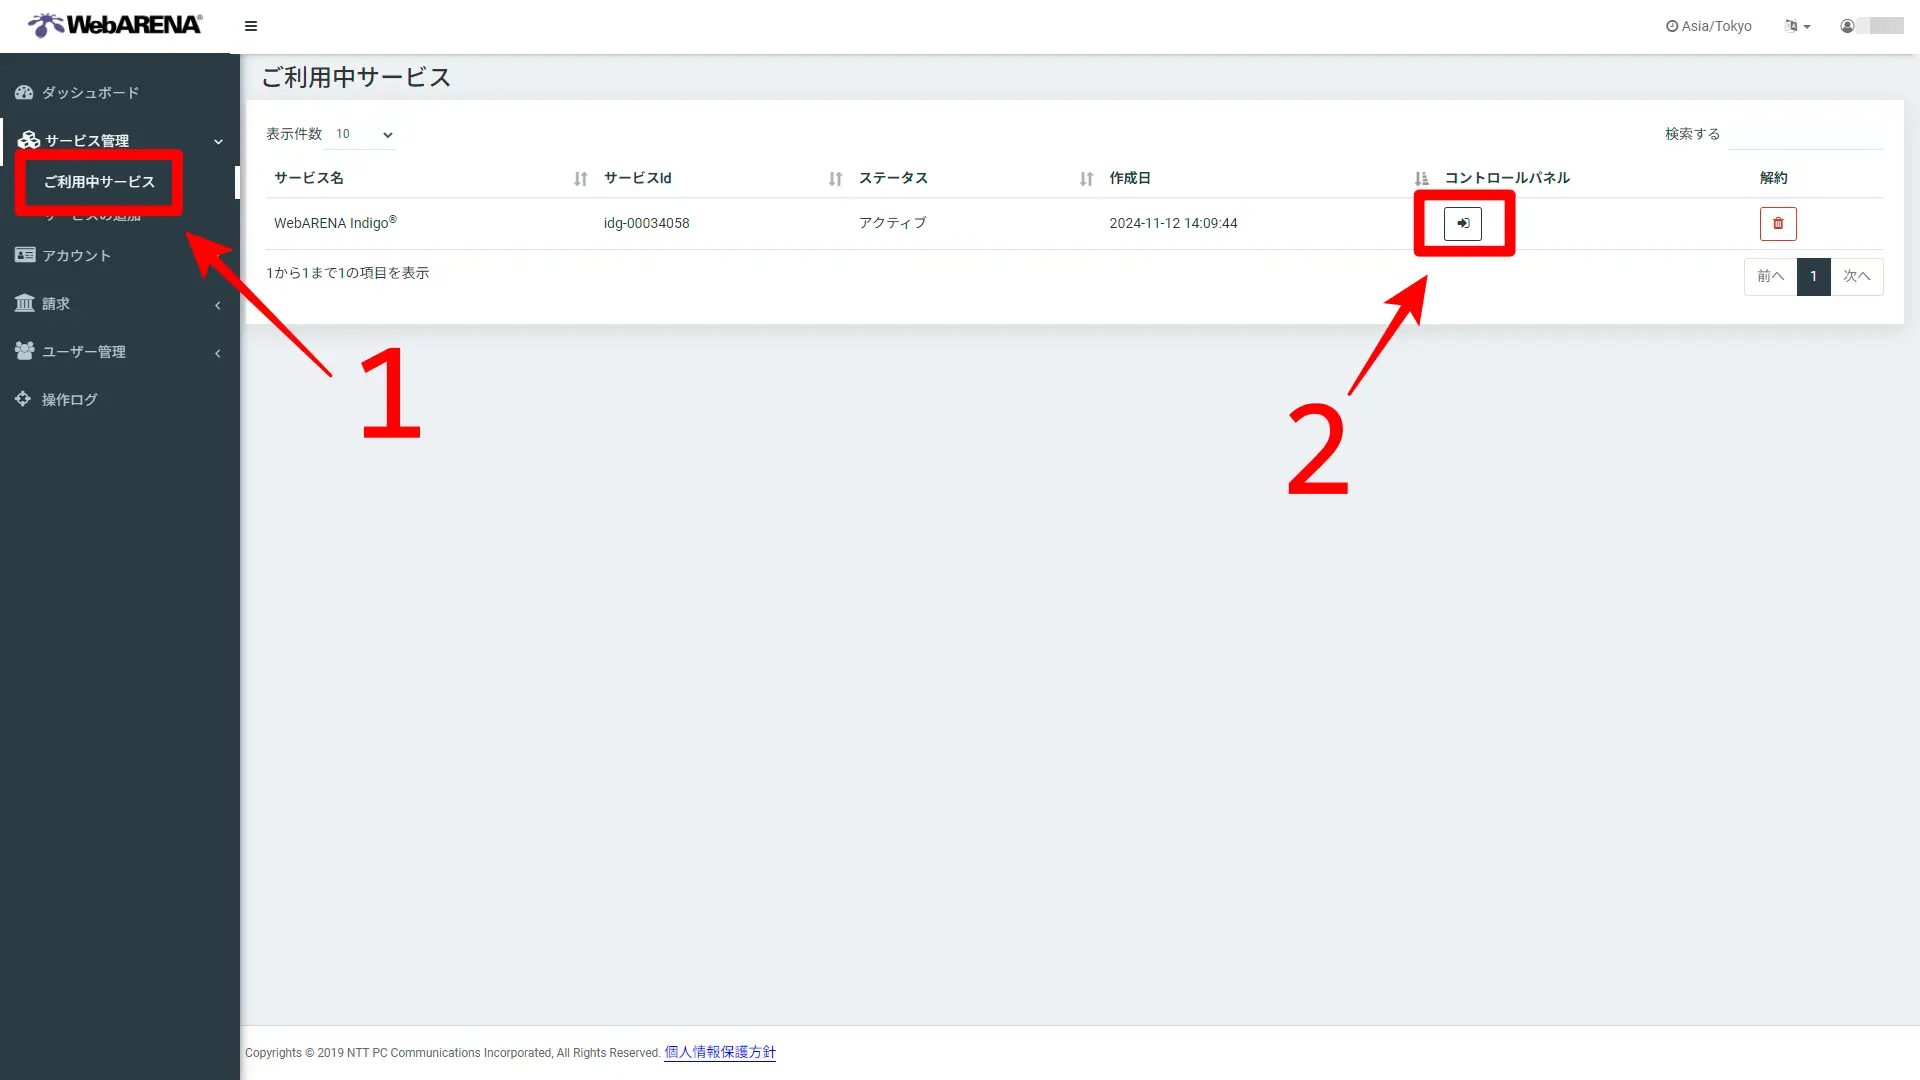 WebARENA®
Asia/Tokyo
ダッシュボード
サービス管理
ご利用中サービス
サービスの追加
アカウント
請求
ユーザー管理
操作ログ
ご利用中サービス
表示件数 10
検索する
サービス名 サービスId ステータス 作成日 コントロールパネル 解約
WebARENA Indigo® idg-00034058 アクティブ 2024-11-12 14:09:44
1から1まで1の項目を表示
前へ 1 次へ
1
2
Copyrights © 2019 NTT PC Communications Incorporated, All Rights Reserved. 個人情報保護方針